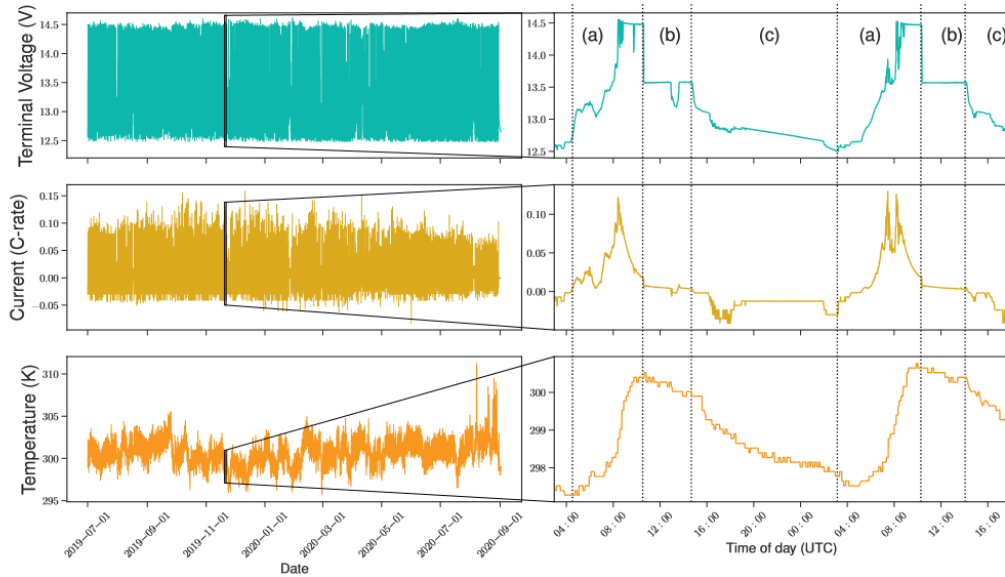 Terminal Voltage (V)
14.5
14.0
13.5
13.0
12.5
14.5
14.0
13.5
13.0
12.5
(a)
(b)
(c)
(a)
(b)
(c)
Current (C-rate)
0.15
0.10
0.05
0.00
−0.05
0.10
0.05
0.00
Temperature (K)
310
305
300
295
300
299
298
2019−07−01
2019−09−01
2019−11−01
2020−01−01
2020−03−01
2020−05−01
2020−07−01
2020−09−01
Date
04 : 00
08 : 00
12 : 00
16 : 00
20 : 00
00 : 00
04 : 00
08 : 00
12 : 00
16 : 00
Time of day (UTC)